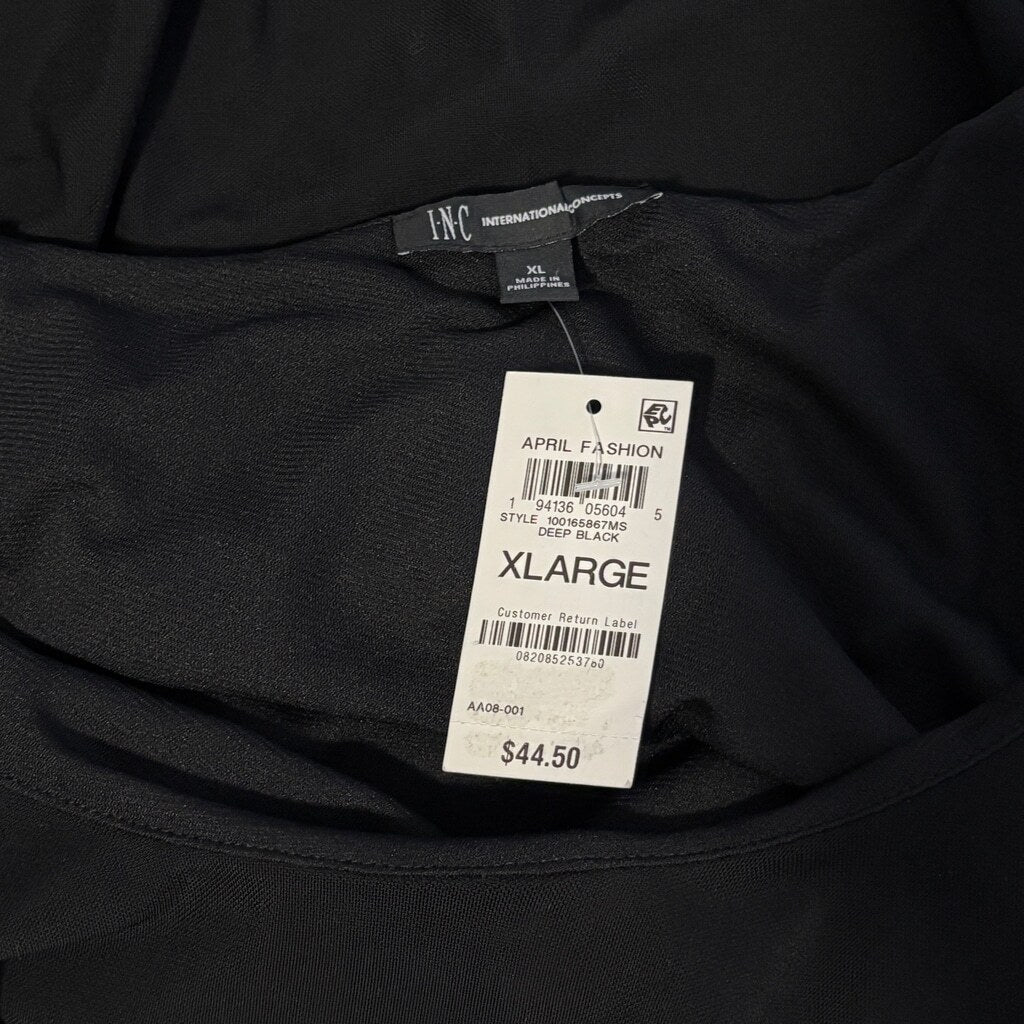 I·N·C INTERNATIONAL CONCEPTS
XL
MADE IN
PHILIPPINES
APRIL FASHION
1 94136 05604 5
STYLE 100165867MS
DEEP BLACK
XLARGE
Customer Return Label
082085253760
AA08-001
$44.50